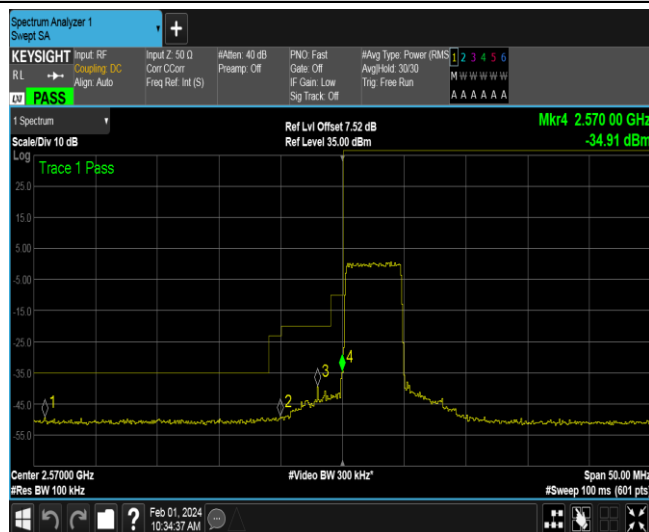 Spectrum Analyzer 1
Swept SA
KEYSIGHT
RL
LXI PASS
Input: RF
Coupling: DC
Align: Auto
Input Z: 50 Ω
Corr CCorr
Freq Ref: Int (S)
#Atten: 40 dB
Preamp: Off
PNO: Fast
Gate: Off
IF Gain: Low
Sig Track: Off
#Avg Type: Power (RMS
Avg|Hold: 30/30
Trig: Free Run
1 2 3 4 5 6
M W W W W W
A A A A A A
1 Spectrum
Scale/Div 10 dB
Ref Lvl Offset 7.52 dB
Ref Level 35.00 dBm
Mkr4 2.570 00 GHz
-34.91 dBm
Log
Trace 1 Pass
25.0
15.0
5.00
-5.00
-15.0
-25.0
-35.0
-45.0
-55.0
1
2
3
4
Center 2.57000 GHz
#Res BW 100 kHz
#Video BW 300 kHz*
Span 50.00 MHz
#Sweep 100 ms (601 pts)
?
Feb 01, 2024
10:34:37 AM